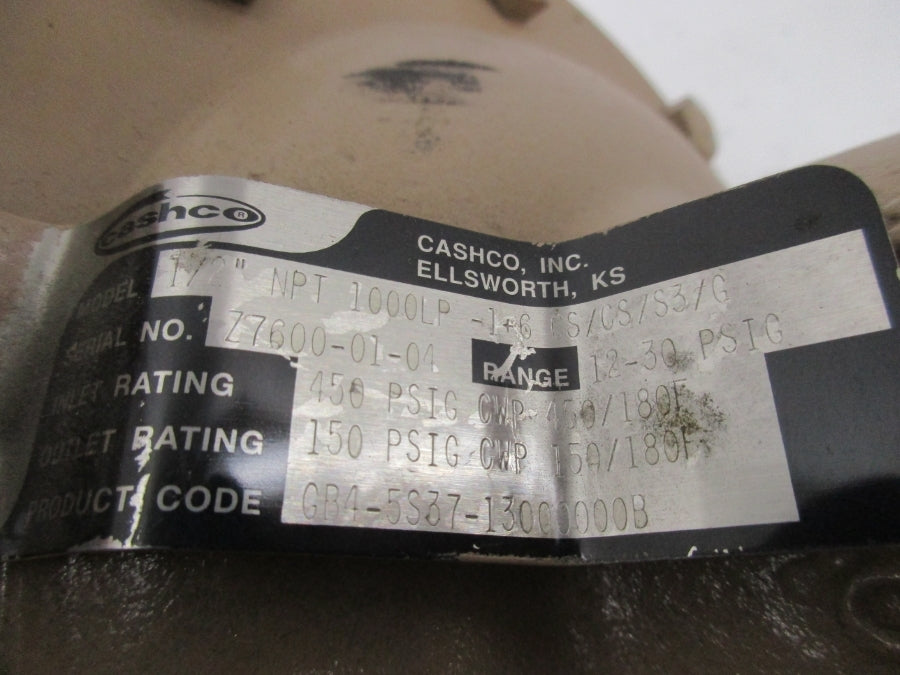 cashco®
CASHCO, INC.
ELLSWORTH, KS
MODEL 1/2" NPT 1000LP -1+6 CS/CS/S3/G
SERIAL NO. Z7600-01-04 RANGE 12-30 PSIG
INLET RATING 450 PSIG CWP 450/180F
OUTLET RATING 150 PSIG CWP 150/180F
PRODUCT CODE GB4-5S37-13000000B